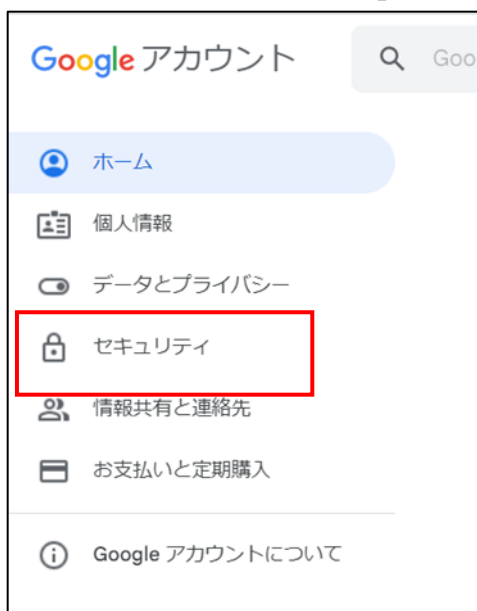 Google アカウント
Goo
ホーム
個人情報
データとプライバシー
セキュリティ
情報共有と連絡先
お支払いと定期購入
Google アカウントについて